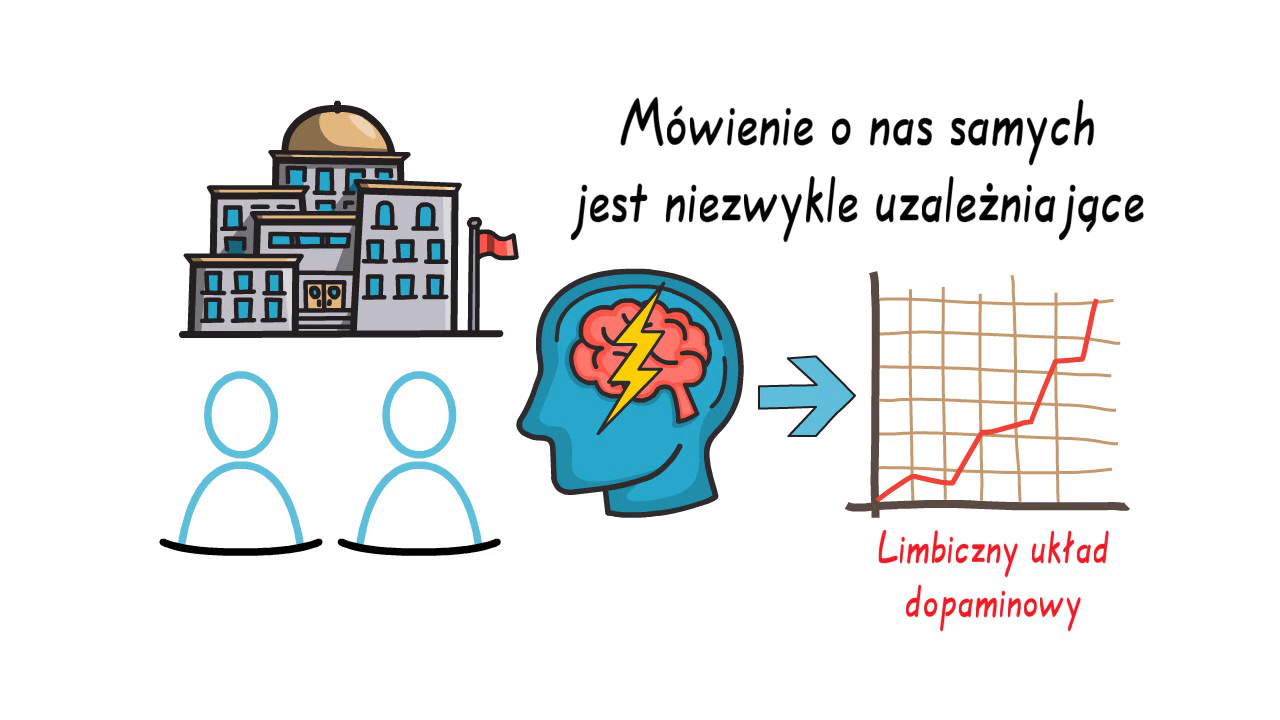 Mówienie o nas samych
jest niezwykle uzależniające
Limbiczny układ
dopaminowy